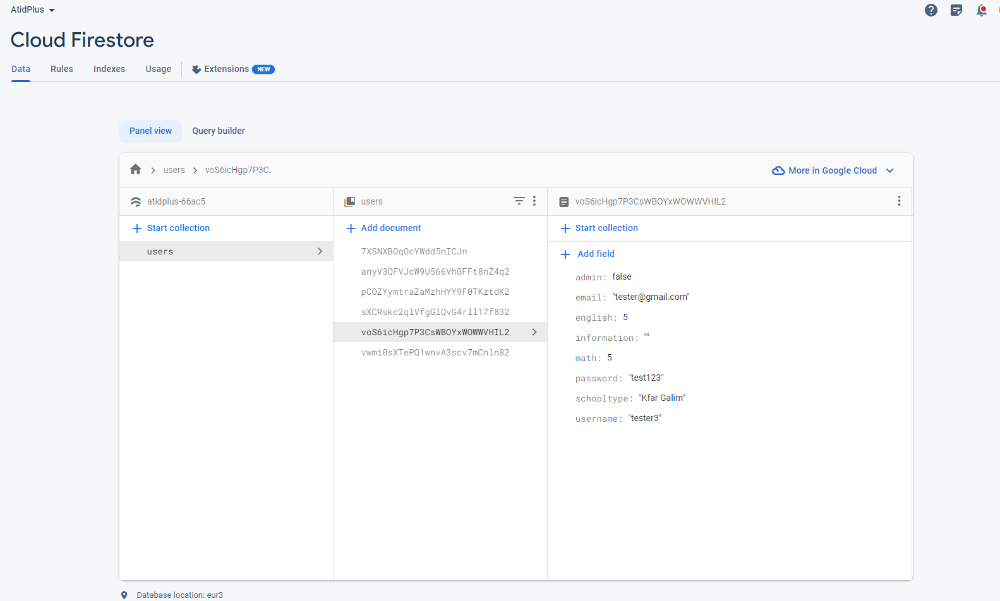 AtidPlus
Cloud Firestore
Data Rules Indexes Usage Extensions NEW
Panel view Query builder
users voS6icHgp7P3C.
More in Google Cloud
atidplus-66ac5
Start collection
users
users
Add document
7XSNXBOqOcYWdd5nICJn
anyV3QFVJcW9U566VhGFFt8nZ4q2
pCOZYymtraZaMzhHYY9F0TKztdK2
sXCRskc2qlVfgGlQvG4rll17f832
voS6icHgp7P3CsWBOYxWOWWVHIL2
vwmi0sXTePQ1wnvA3scv7mCnln82
voS6icHgp7P3CsWBOYxWOWWVHIL2
Start collection
Add field
admin: false
email: "tester@gmail.com"
english: 5
information: ""
math: 5
password: "test123"
schooltype: "Kfar Galim"
username: "tester3"
Database location: eur3